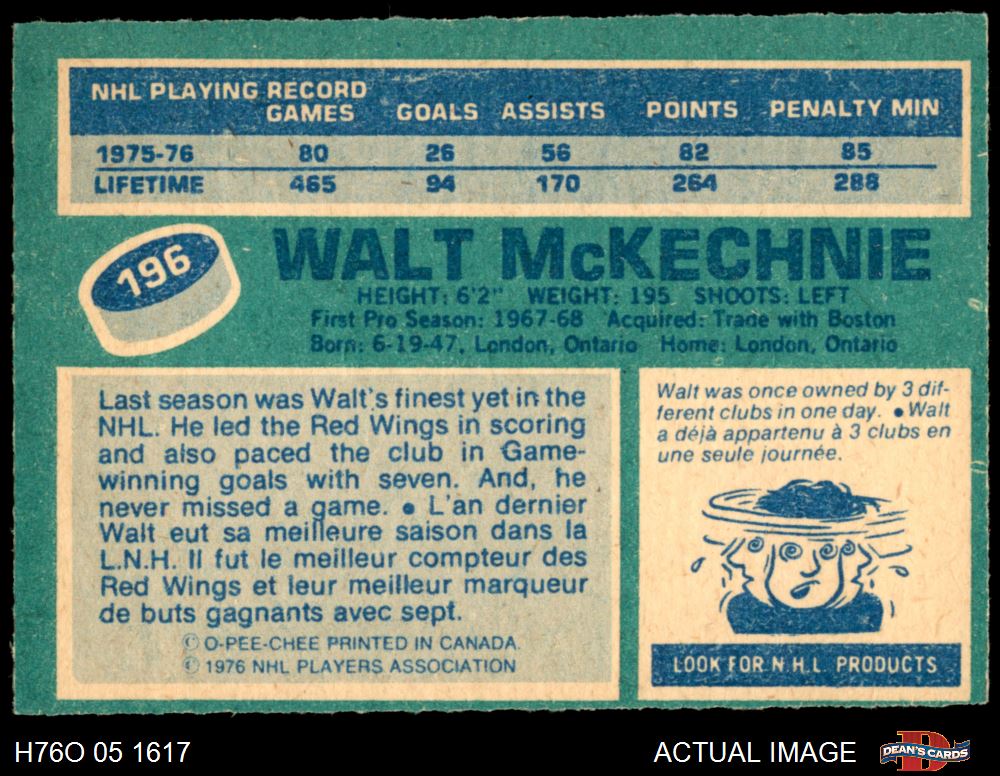 NHL PLAYING RECORD
GAMES GOALS ASSISTS POINTS PENALTY MIN
1975-76 80 26 56 82 85
LIFETIME 465 94 170 264 288
196
WALT McKECHNIE
HEIGHT: 6'2" WEIGHT: 195 SHOOTS: LEFT
First Pro Season: 1967-68 Acquired: Trade with Boston
Born: 6-19-47, London, Ontario Home: London, Ontario
Last season was Walt's finest yet in the
NHL. He led the Red Wings in scoring
and also paced the club in Game-
winning goals with seven. And, he
never missed a game. • L'an dernier
Walt eut sa meilleure saison dans la
L.N.H. Il fut le meilleur compteur des
Red Wings et leur meilleur marqueur
de buts gagnants avec sept.
© O-PEE-CHEE PRINTED IN CANADA.
© 1976 NHL PLAYERS ASSOCIATION
Walt was once owned by 3 dif-
ferent clubs in one day. • Walt
a déjà appartenu à 3 clubs en
une seule journée.
LOOK FOR N.H.L. PRODUCTS
H76O 05 1617
ACTUAL IMAGE
D
DEAN'S CARDS